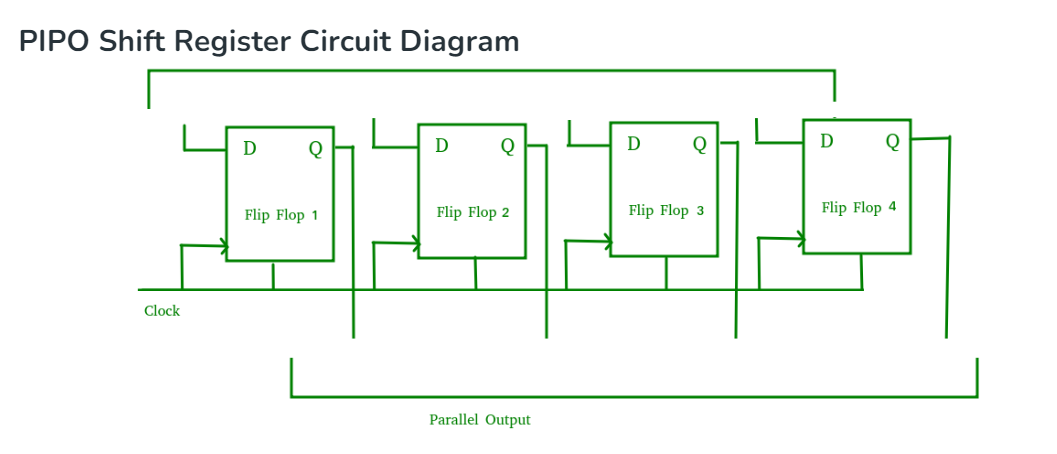 PIPO Shift Register Circuit Diagram
D Q
Flip Flop 1
D Q
Flip Flop 2
D Q
Flip Flop 3
D Q
Flip Flop 4
Clock
Parallel Output